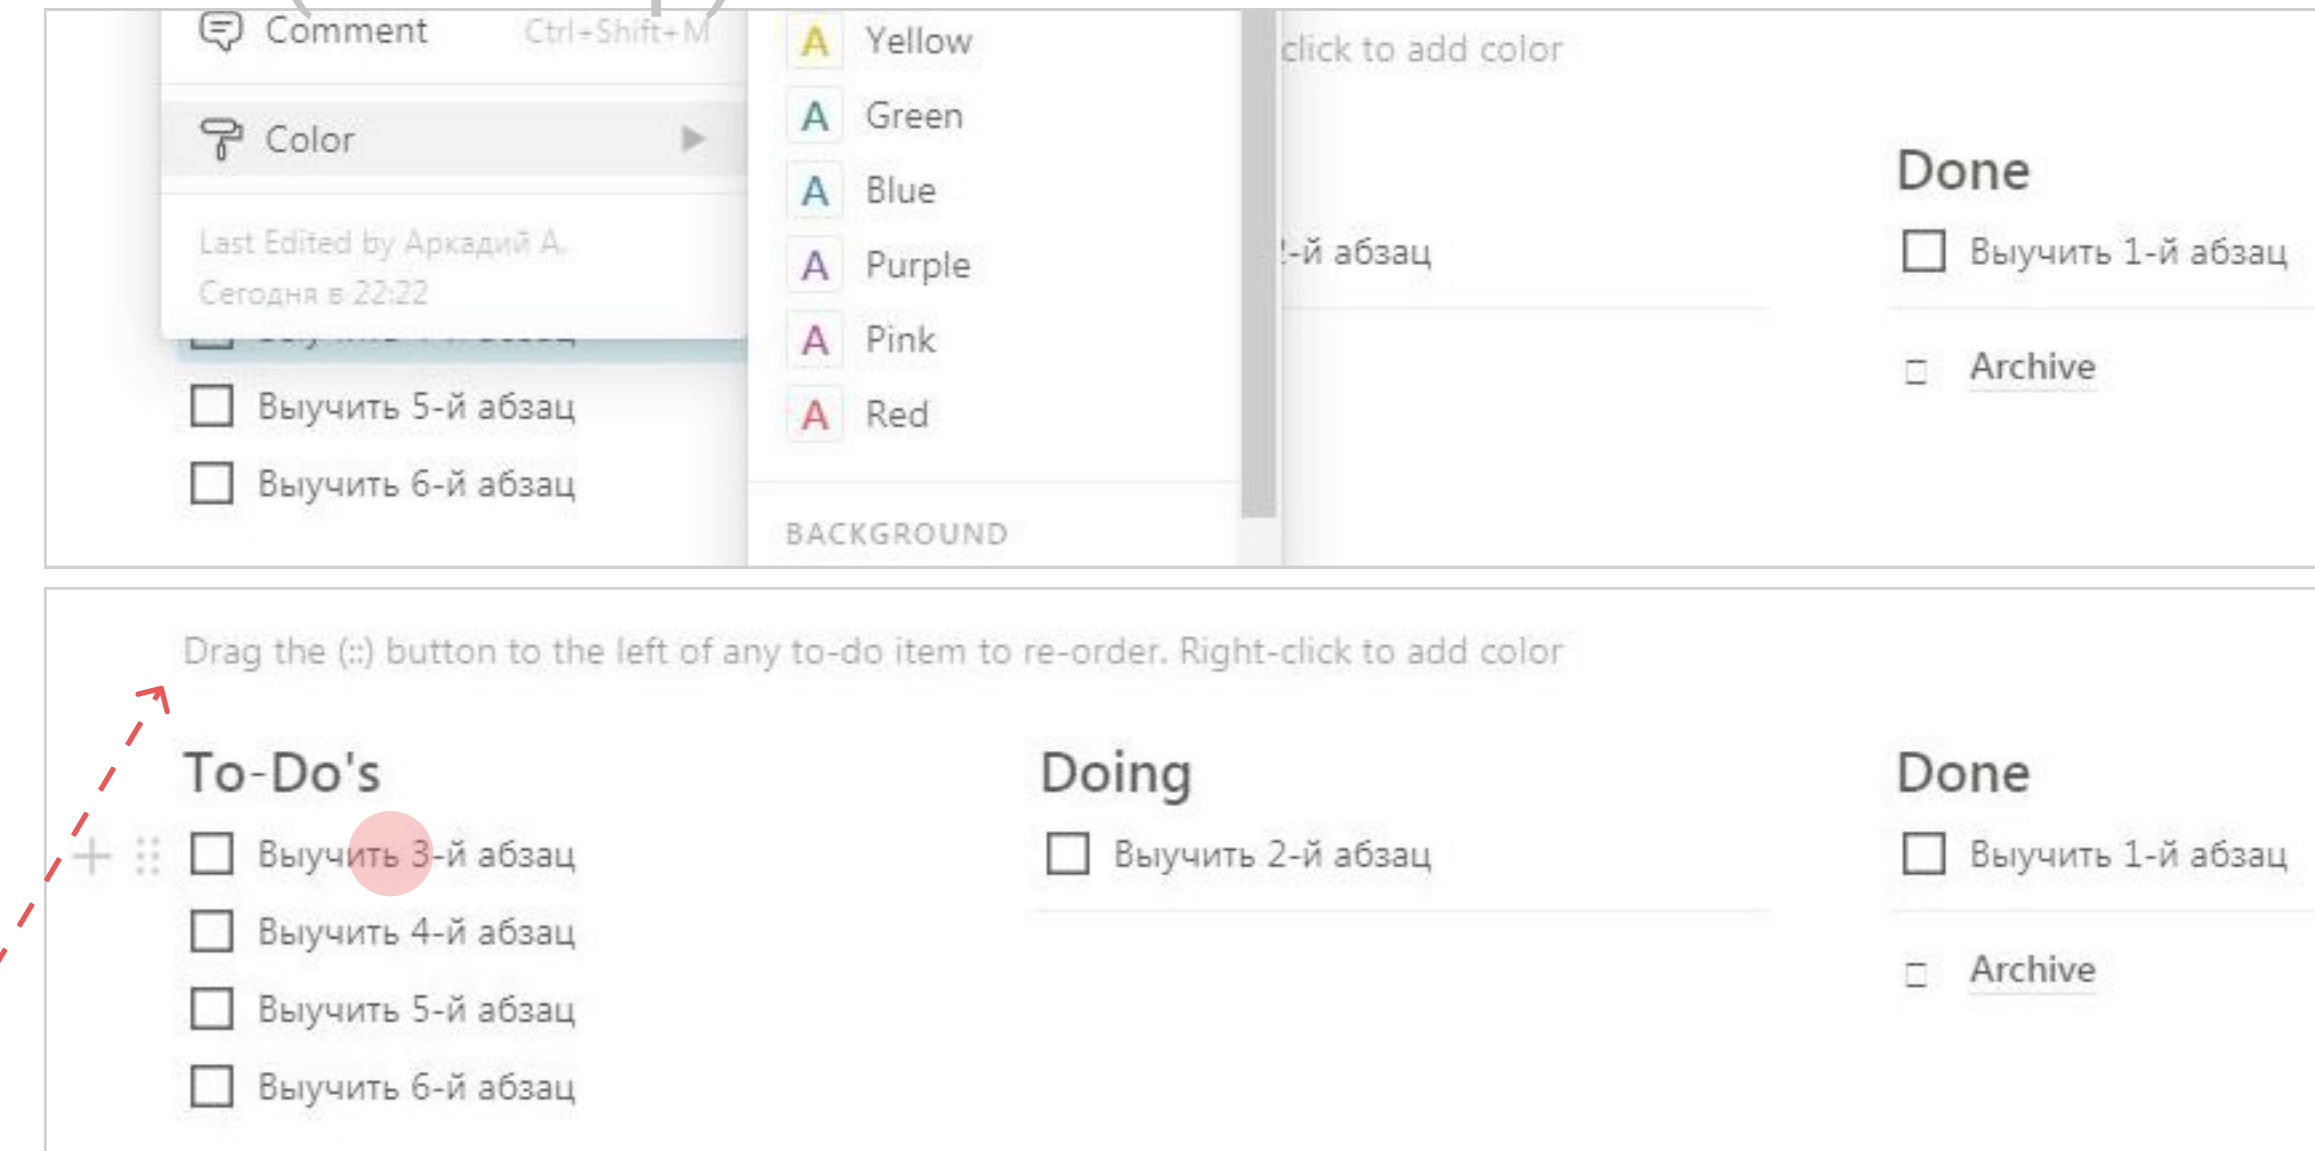 Comment Ctrl+Shift+M
Color
Last Edited by Аркадий А.
Сегодня в 22:22
Выучить 5-й абзац
Выучить 6-й абзац
A Yellow
A Green
A Blue
A Purple
A Pink
A Red
BACKGROUND
click to add color
-й абзац
Done
Выучить 1-й абзац
Archive
Drag the (::) button to the left of any to-do item to re-order. Right-click to add color
To-Do's
Выучить 3-й абзац
Выучить 4-й абзац
Выучить 5-й абзац
Выучить 6-й абзац
Doing
Выучить 2-й абзац
Done
Выучить 1-й абзац
Archive